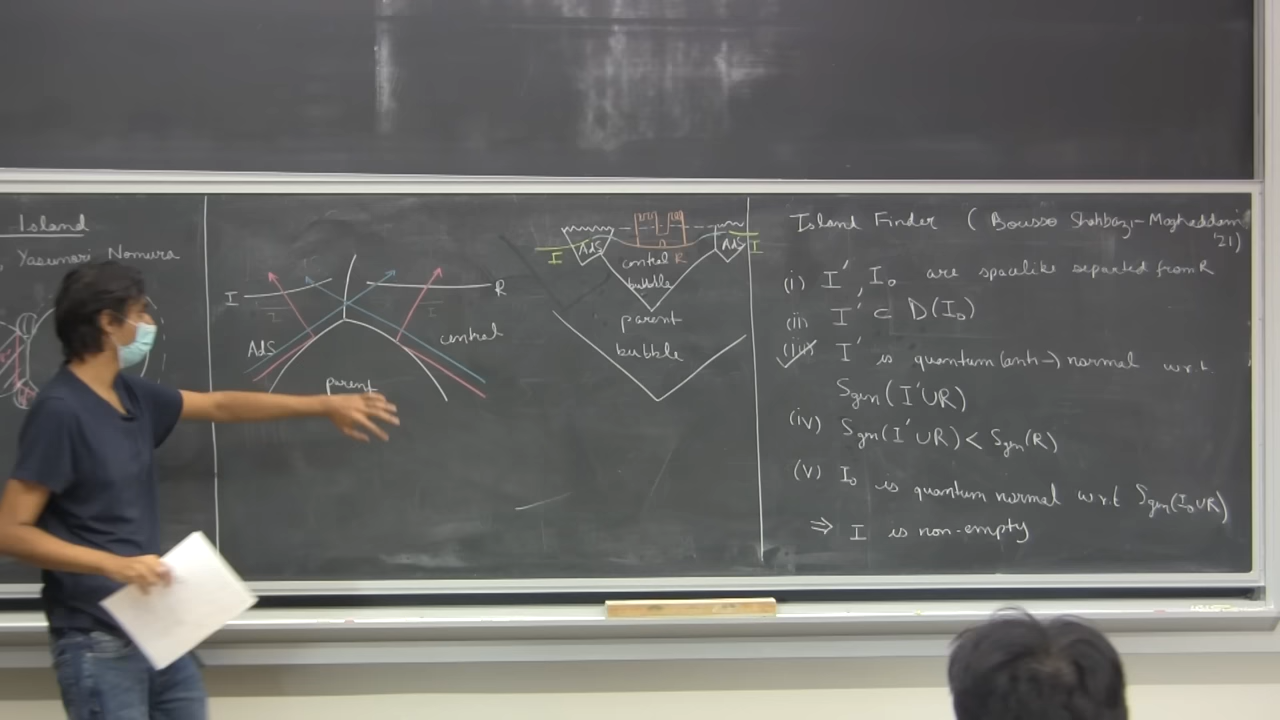 Island
, Yasunori Nomura
I
R
AdS
central
parent
I
AdS
R
AdS
I
central
bubble
parent
bubble
Island Finder (Bousso Shahbazi-Moghaddam
'21)
(i) I', I₀ are spacelike separated from R
(ii) I' ⊂ D(I₀)
(iii) I' is quantum (anti-) normal w.r.t.
Sgen(I'∪R)
(iv) Sgen(I'∪R) < Sgen(R)
(v) I₀ is quantum normal w.r.t Sgen(I₀∪R)
⇒ I is non-empty